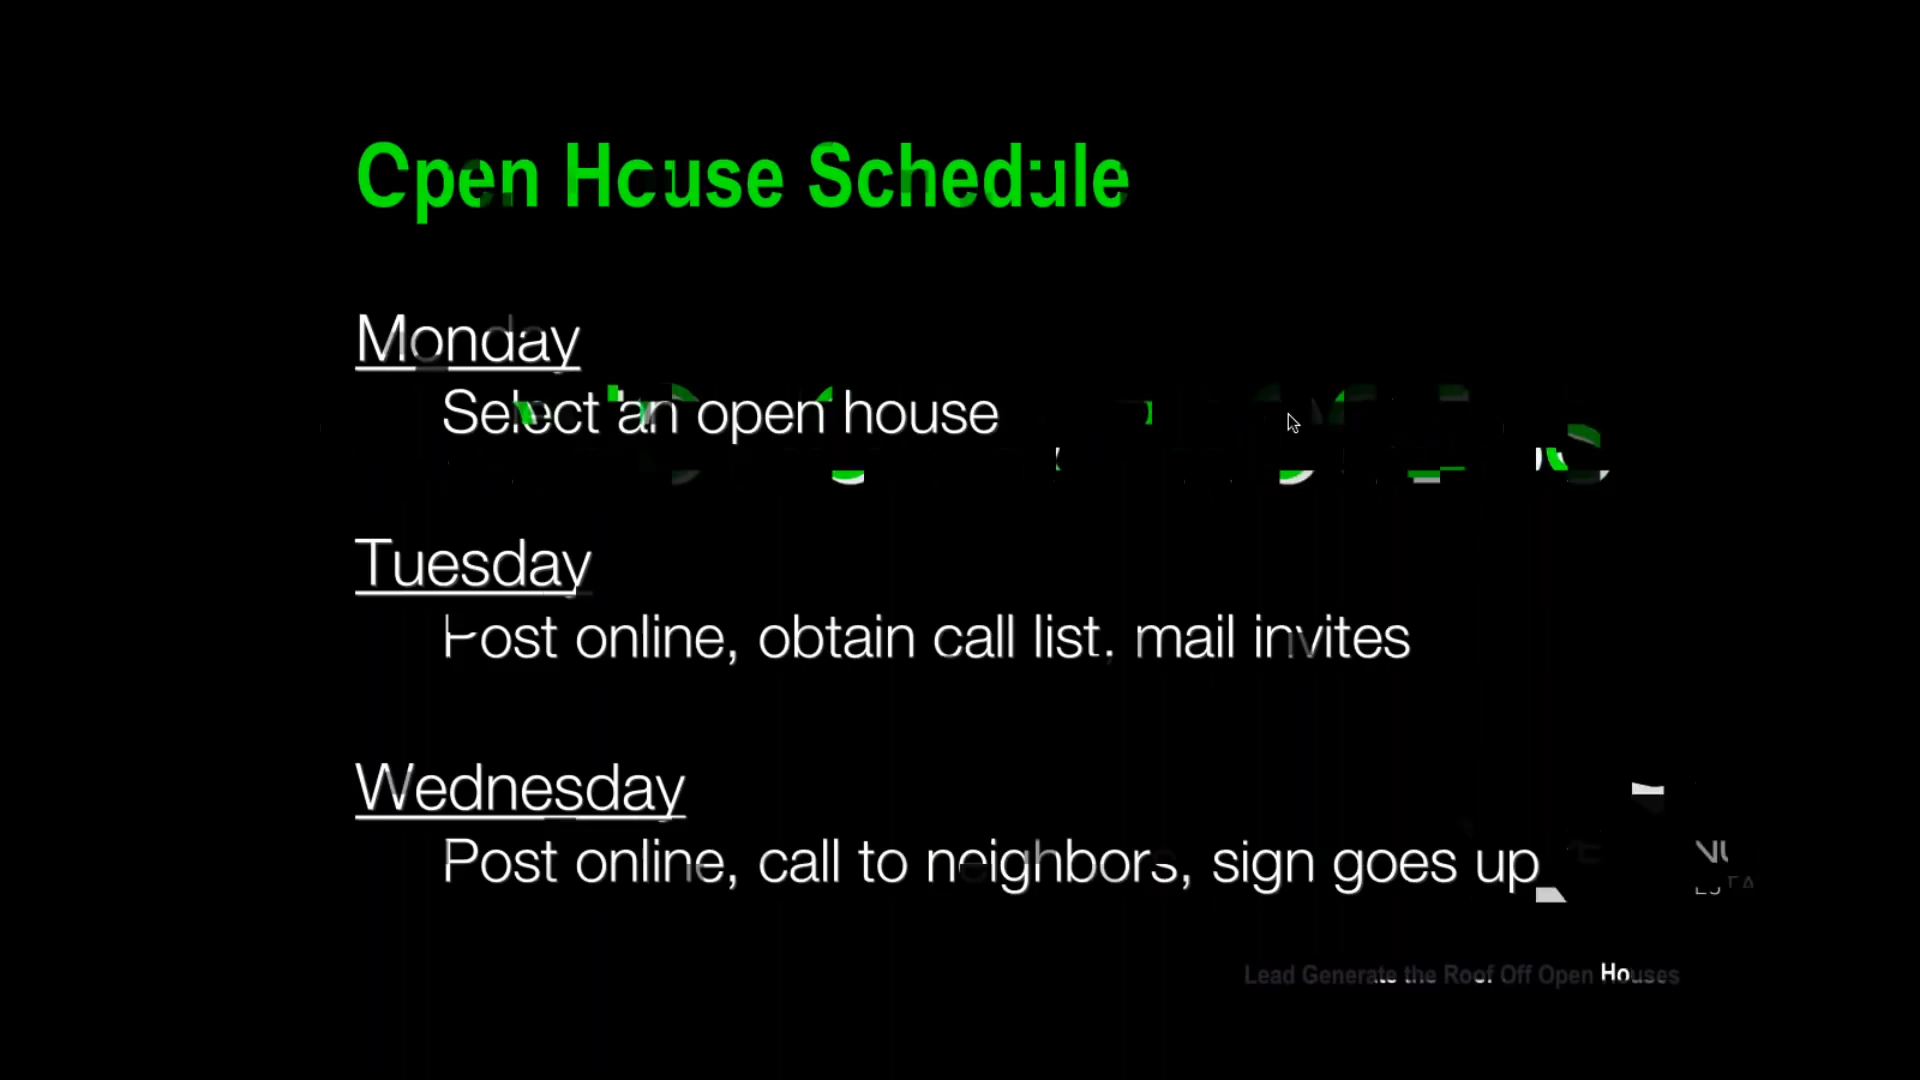 Open House Schedule
Monday
Select an open house
Tuesday
Post online, obtain call list, mail invites
Wednesday
Post online, call to neighbors, sign goes up
Lead Generate the Roof Off Open Houses